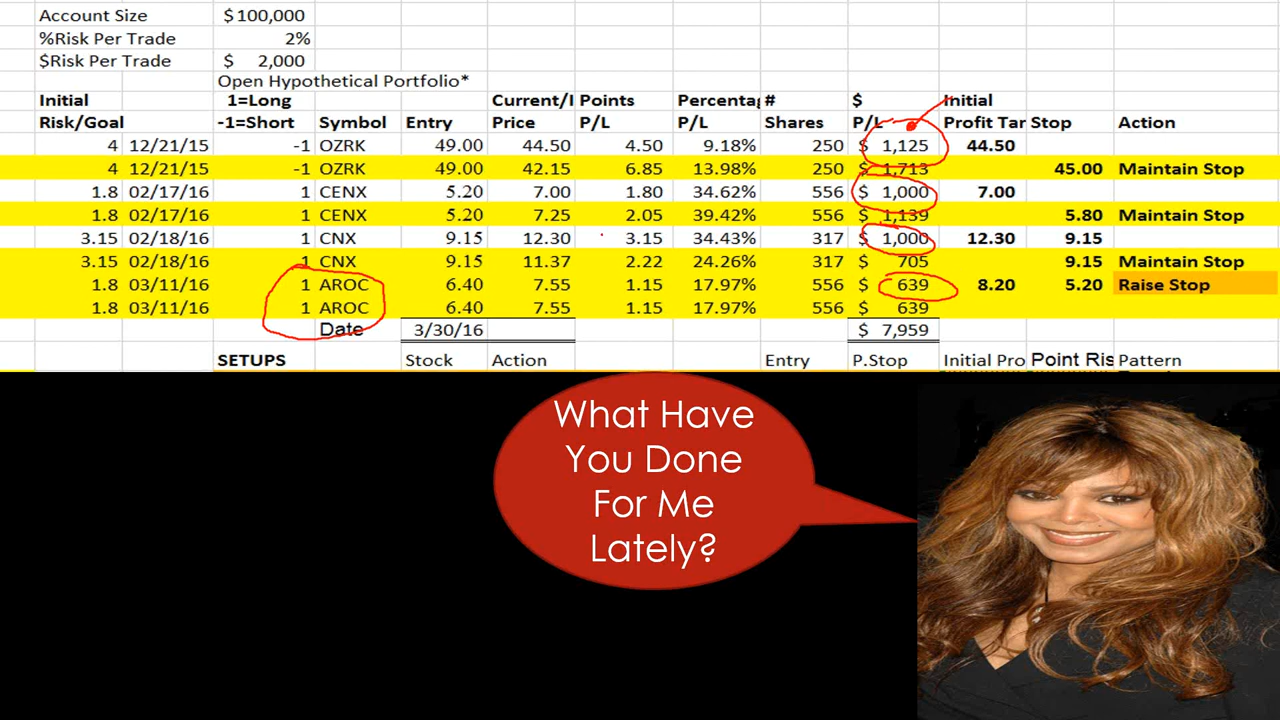 Account Size $100,000
%Risk Per Trade 2%
$Risk Per Trade $ 2,000
Open Hypothetical Portfolio*
Initial 1=Long Current/I Points Percentag # $ Initial
Risk/Goal -1=Short Symbol Entry Price P/L P/L Shares P/L Profit Tar Stop Action
4 12/21/15 -1 OZRK 49.00 44.50 4.50 9.18% 250 $ 1,125 44.50
4 12/21/15 -1 OZRK 49.00 42.15 6.85 13.98% 250 $ 1,713 45.00 Maintain Stop
1.8 02/17/16 1 CENX 5.20 7.00 1.80 34.62% 556 $ 1,000 7.00
1.8 02/17/16 1 CENX 5.20 7.25 2.05 39.42% 556 $ 1,139 5.80 Maintain Stop
3.15 02/18/16 1 CNX 9.15 12.30 3.15 34.43% 317 $ 1,000 12.30 9.15
3.15 02/18/16 1 CNX 9.15 11.37 2.22 24.26% 317 $ 705 9.15 Maintain Stop
1.8 03/11/16 1 AROC 6.40 7.55 1.15 17.97% 556 $ 639 8.20 5.20 Raise Stop
1.8 03/11/16 1 AROC 6.40 7.55 1.15 17.97% 556 $ 639
Date 3/30/16 $ 7,959
SETUPS Stock Action Entry P.Stop Initial Pro Point Ris Pattern
What Have
You Done
For Me
Lately?